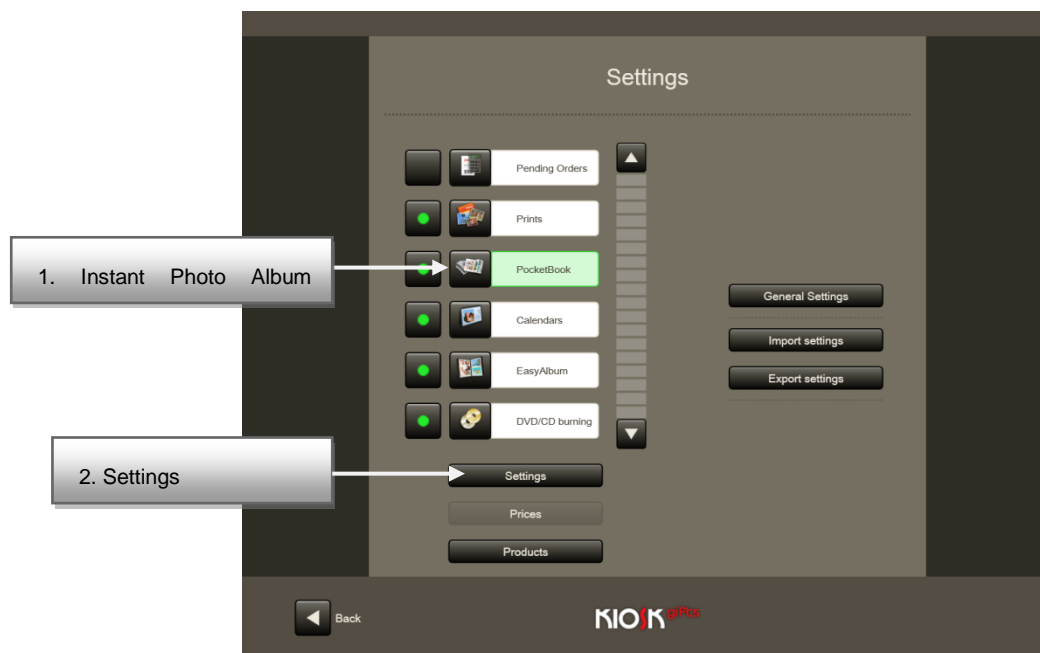 Settings
Pending Orders
Prints
1. Instant Photo Album
PocketBook
General Settings
Calendars
Import settings
EasyAlbum
Export settings
DVD/CD burning
2. Settings
Settings
Prices
Products
Back
KIOSK gifts